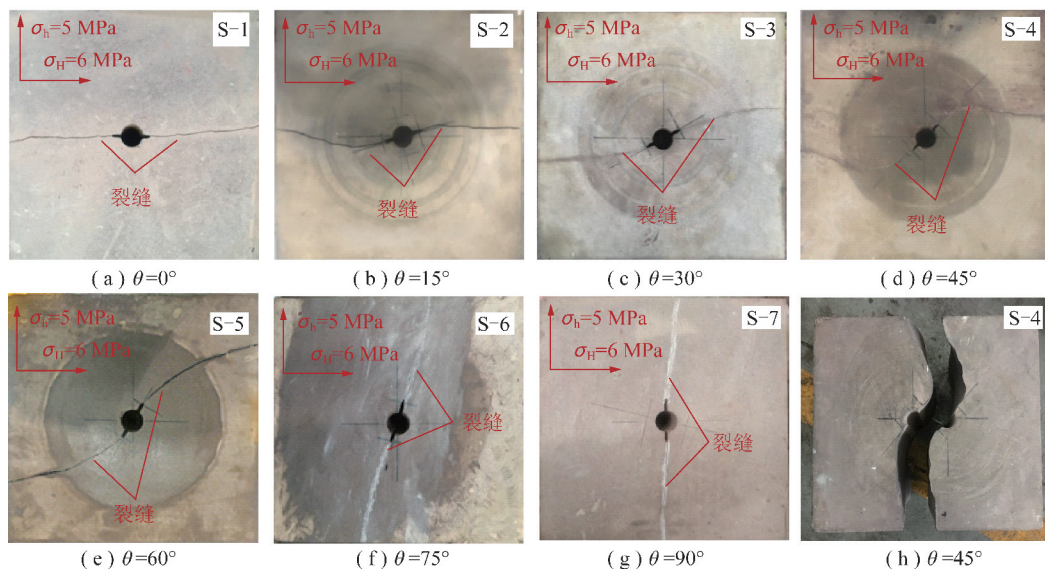 σh=5 MPa
S-1
σH=6 MPa
裂缝
(a) θ=0°
σh=5 MPa
S-2
σH=6 MPa
裂缝
(b) θ=15°
σh=5 MPa
S-3
σH=6 MPa
裂缝
(c) θ=30°
σh=5 MPa
S-4
σH=6 MPa
裂缝
(d) θ=45°
σh=5 MPa
S-5
σH=6 MPa
裂缝
(e) θ=60°
σh=5 MPa
S-6
σH=6 MPa
裂缝
(f) θ=75°
σh=5 MPa
S-7
σH=6 MPa
裂缝
(g) θ=90°
S-4
(h) θ=45°